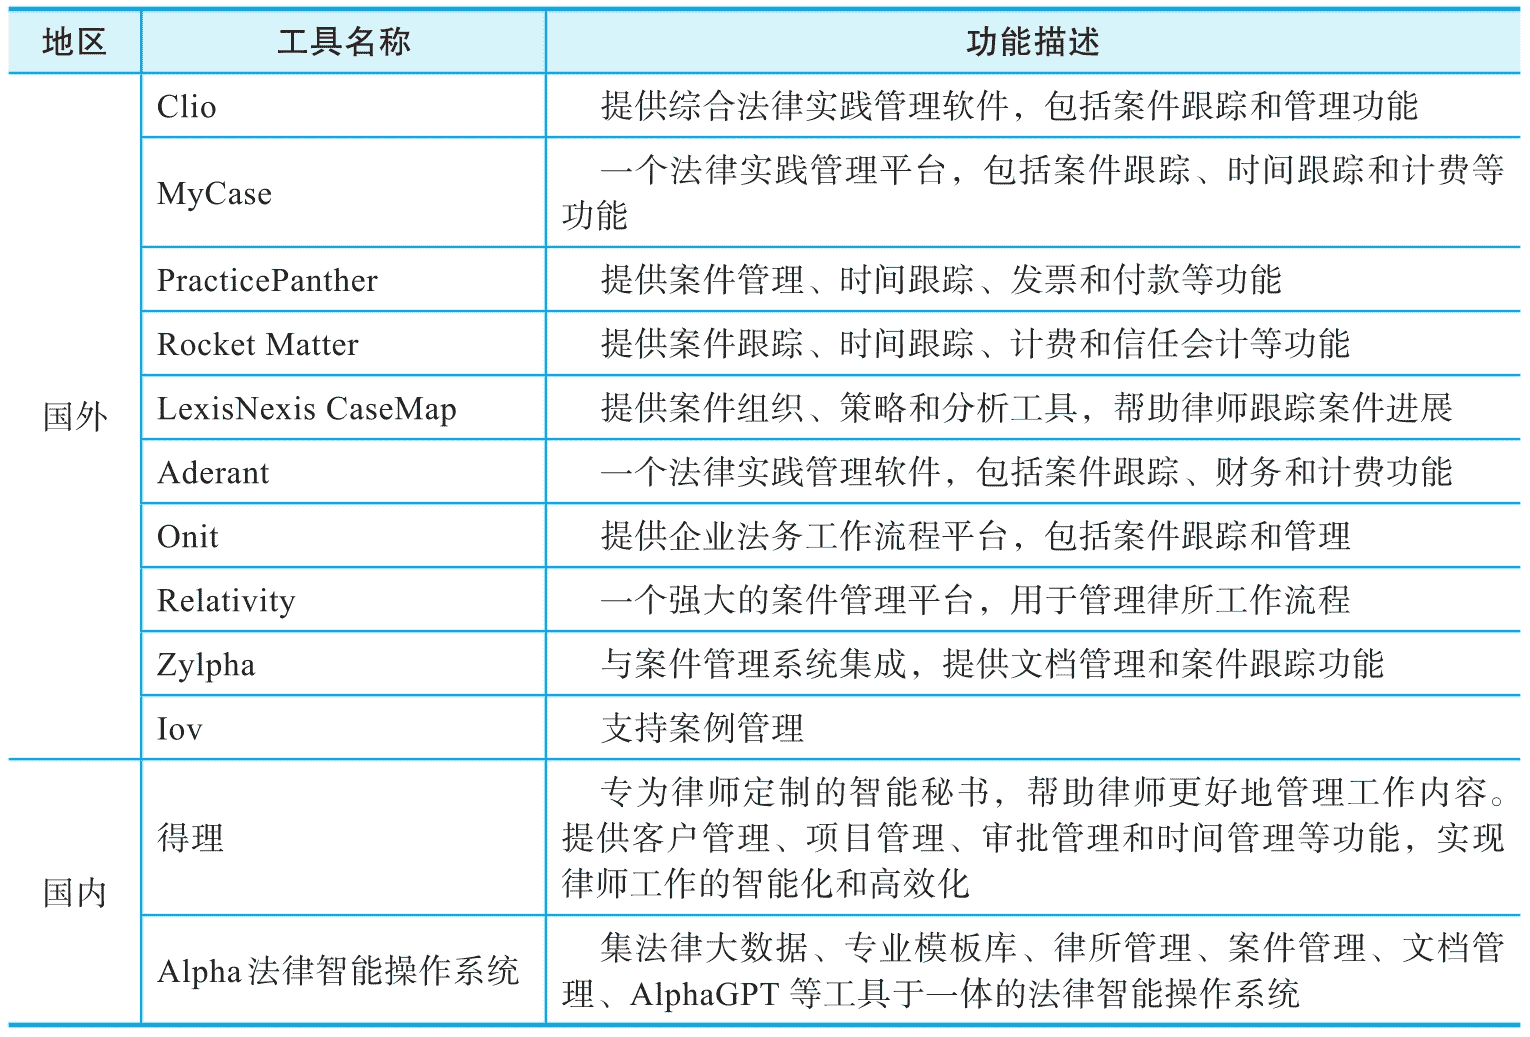 地区 工具名称 功能描述
国外
Clio 提供综合法律实践管理软件，包括案件跟踪和管理功能
MyCase 一个法律实践管理平台，包括案件跟踪、时间跟踪和计费等
功能
PracticePanther 提供案件管理、时间跟踪、发票和付款等功能
Rocket Matter 提供案件跟踪、时间跟踪、计费和信任会计等功能
LexisNexis CaseMap 提供案件组织、策略和分析工具，帮助律师跟踪案件进展
Aderant 一个法律实践管理软件，包括案件跟踪、财务和计费功能
Onit 提供企业法务工作流程平台，包括案件跟踪和管理
Relativity 一个强大的案件管理平台，用于管理律所工作流程
Zylpha 与案件管理系统集成，提供文档管理和案件跟踪功能
Iov 支持案例管理
国内
得理 专为律师定制的智能秘书，帮助律师更好地管理工作内容。
提供客户管理、项目管理、审批管理和时间管理等功能，实现
律师工作的智能化和高效化
Alpha法律智能操作系统 集法律大数据、专业模板库、律所管理、案件管理、文档管
理、AlphaGPT 等工具于一体的法律智能操作系统